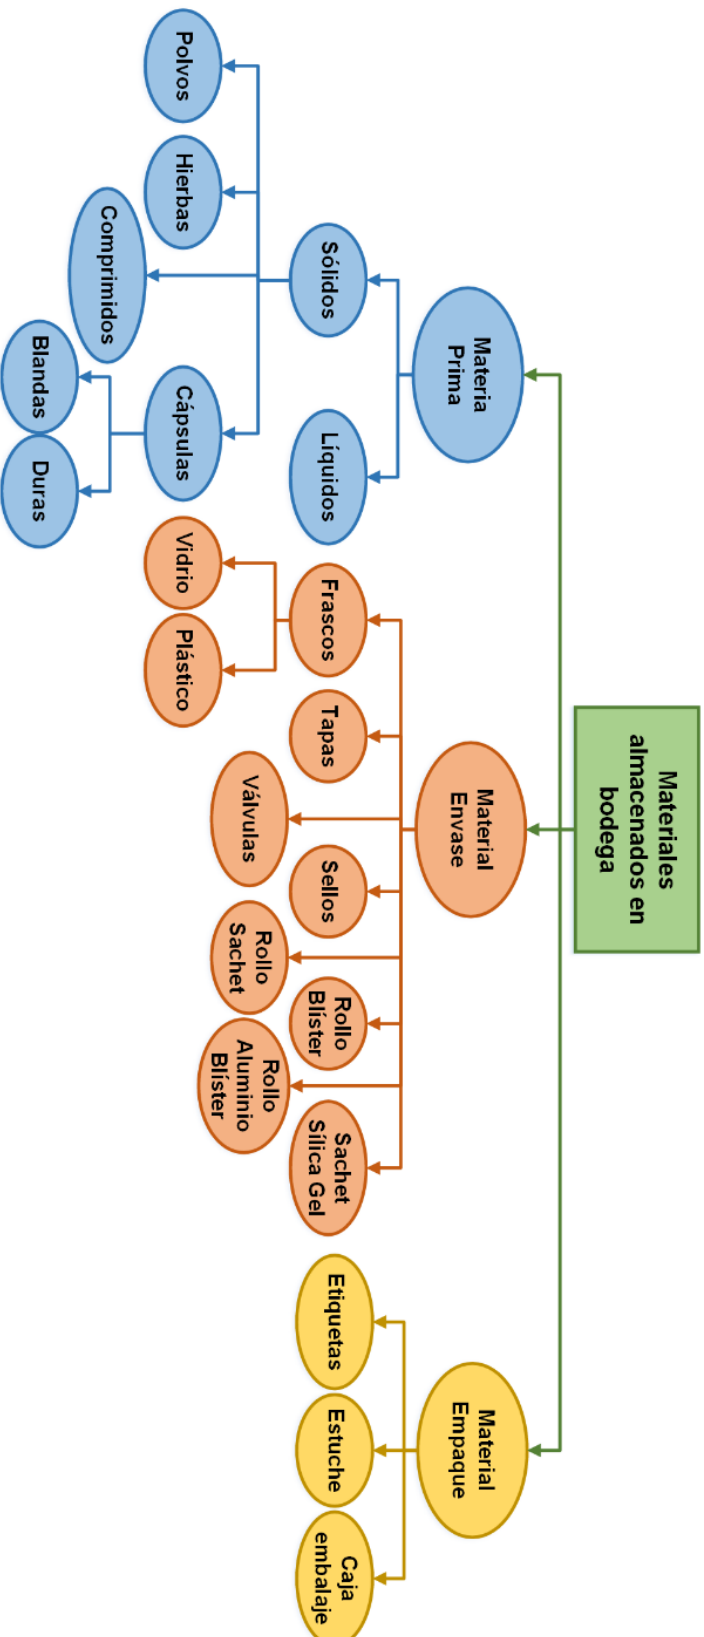 Materiales
almacenados en
bodega
Materia
Prima
Material
Envase
Material
Empaque
Sólidos
Líquidos
Frascos
Tapas
Válvulas
Sellos
Rollo
Sachet
Rollo
Blíster
Rollo
Aluminio
Blíster
Sachet
Sílica Gel
Etiquetas
Estuche
Caja
embalaje
Polvos
Hierbas
Comprimidos
Cápsulas
Vidrio
Plástico
Blandas
Duras